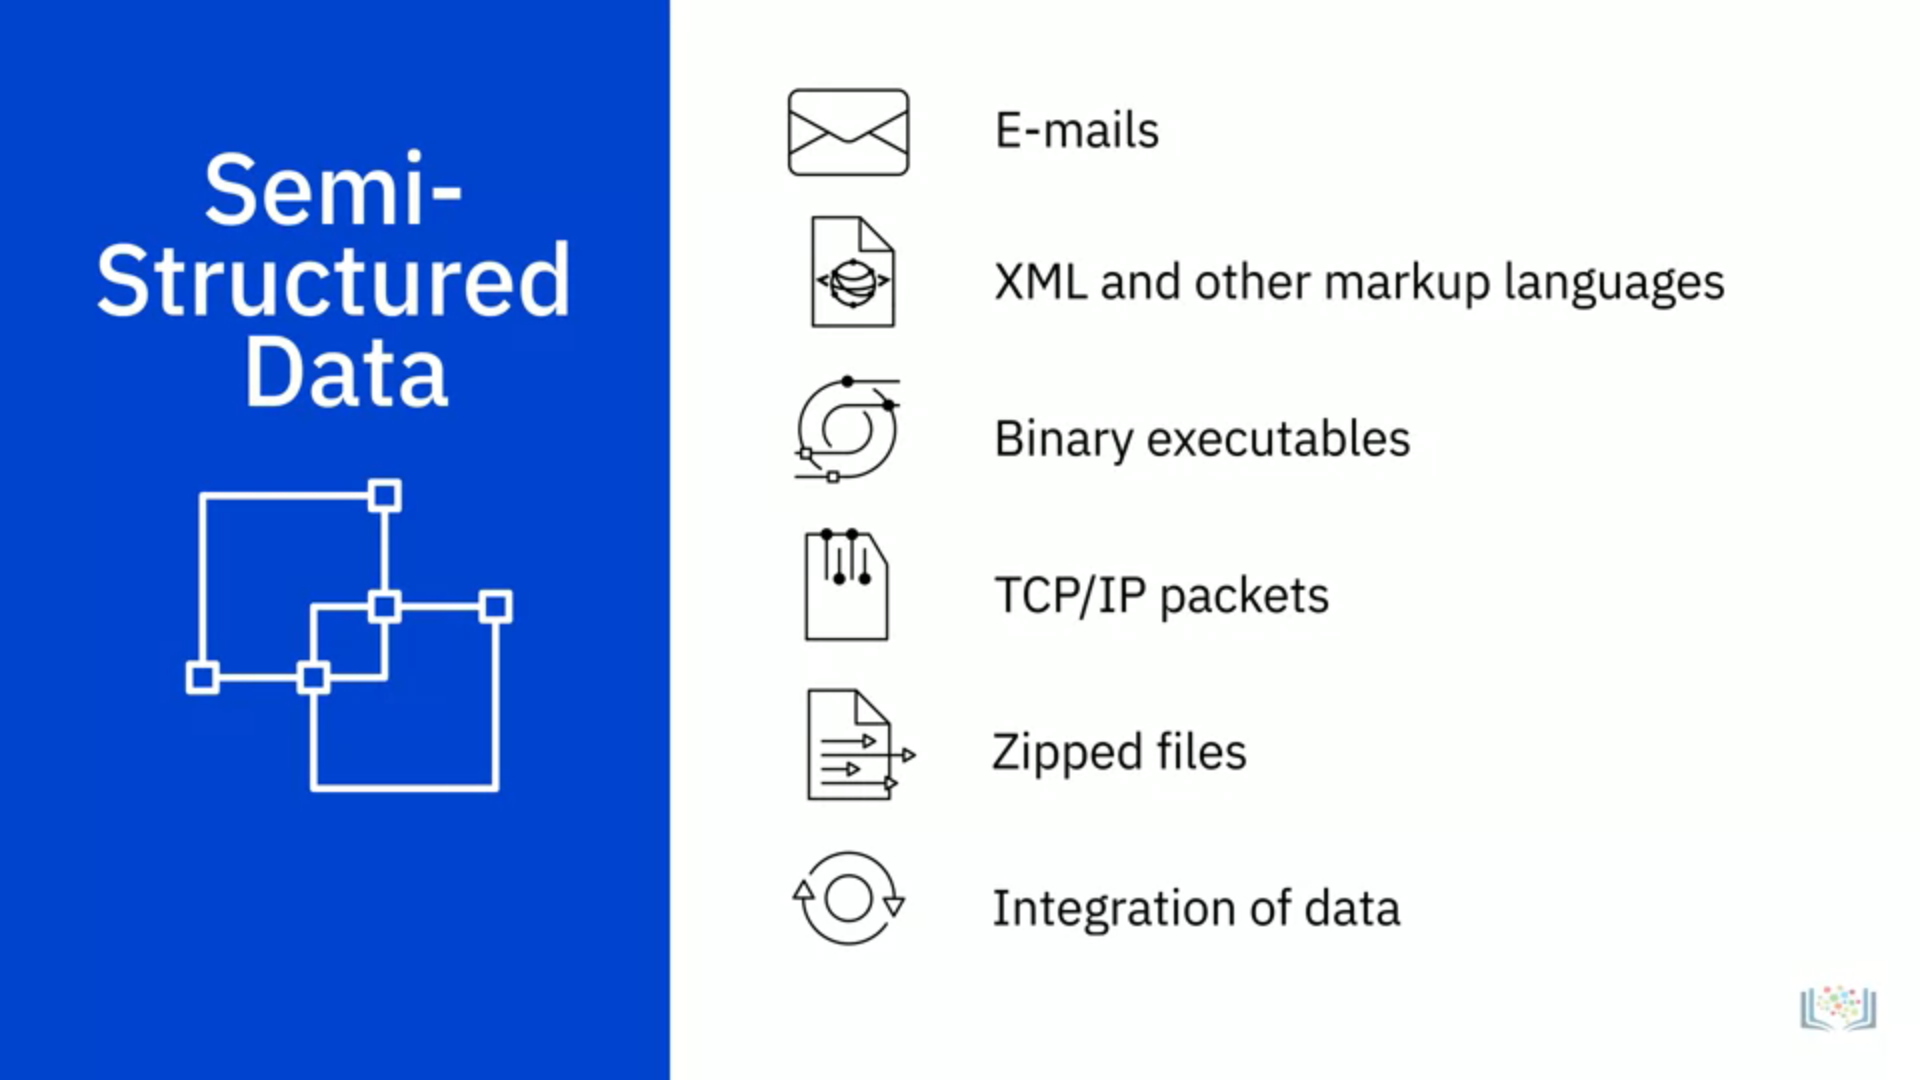 Semi-
Structured
Data
E-mails
XML and other markup languages
Binary executables
TCP/IP packets
Zipped files
Integration of data